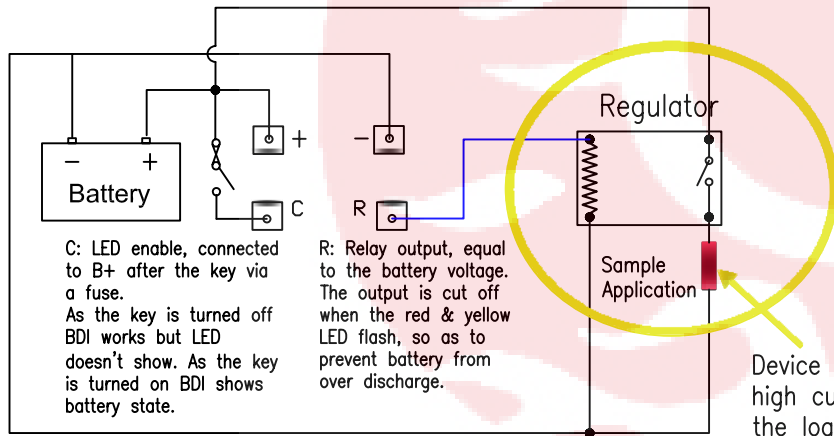 Regulator
+
−
−
+
Battery
C
R
C: LED enable, connected
to B+ after the key via
a fuse.
As the key is turned off
BDI works but LED
doesn't show. As the key
is turned on BDI shows
battery state.
R: Relay output, equal
to the battery voltage.
The output is cut off
when the red & yellow
LED flash, so as to
prevent battery from
over discharge.
Sample
Application
Device
high cu
the loa